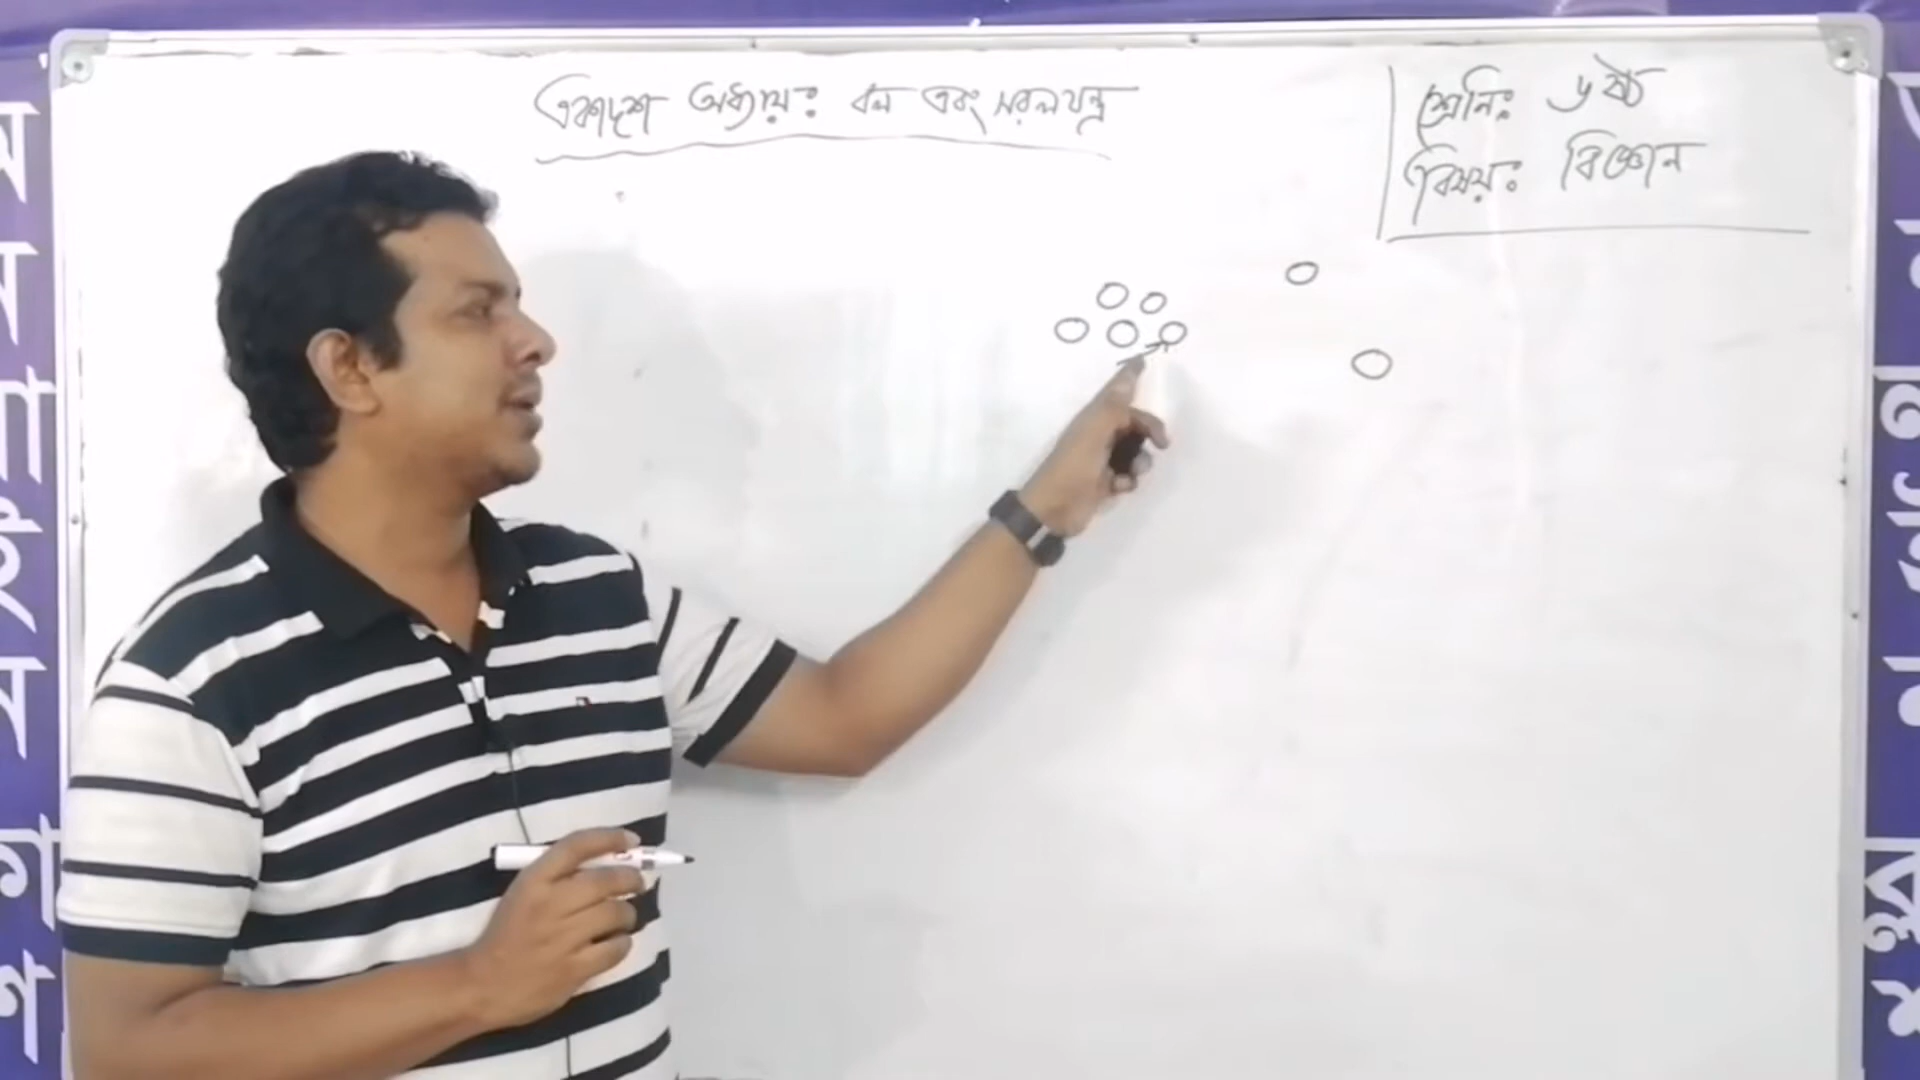 একাদশ অধ্যায়ঃ বল এবং সরলযন্ত্র
শ্রেনিঃ ৬ষ্ঠ
বিষয়ঃ বিজ্ঞান